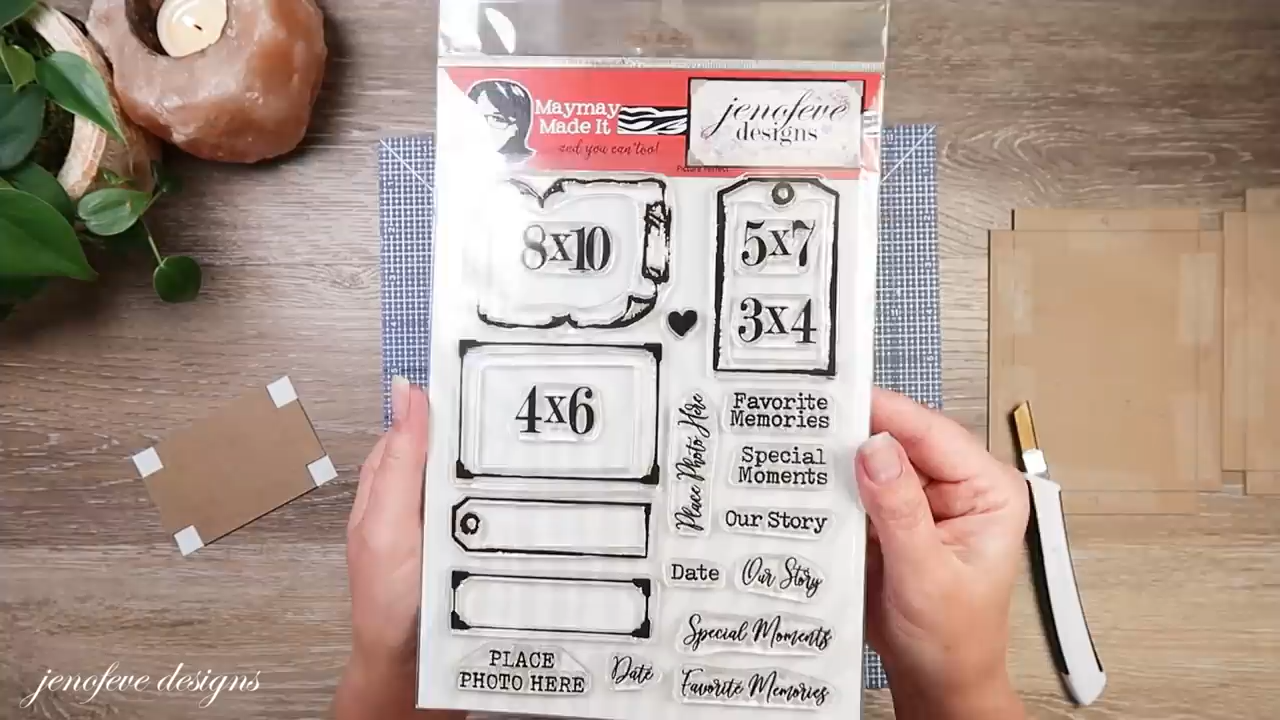 Maymay
Made It
and you can too!
jenofeve
designs
Picture Perfect
8x10
5x7
3x4
4x6
Place Photo Here
Favorite
Memories
Special
Moments
Our Story
Date
Our Story
Special Moments
PLACE
PHOTO HERE
Date
Favorite Memories
jenofeve designs